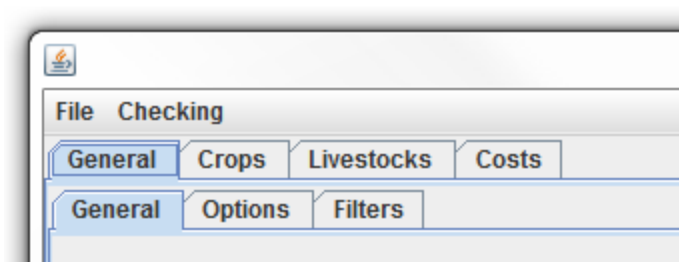 File Checking
General Crops Livestocks Costs
General Options Filters